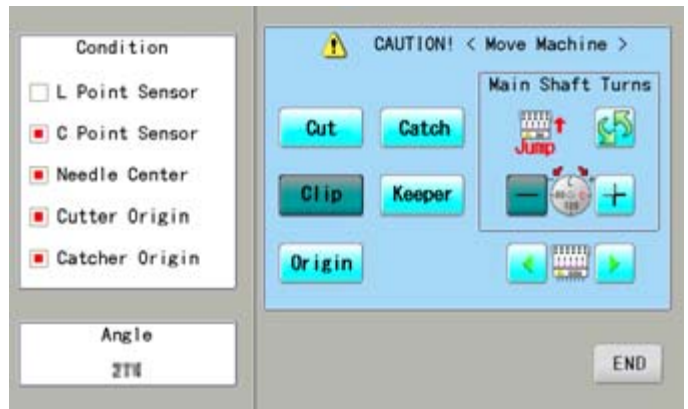 Condition
L Point Sensor
C Point Sensor
Needle Center
Cutter Origin
Catcher Origin
Angle
CAUTION! < Move Machine >
Main Shaft Turns
Cut
Catch
Jump
Clip
Keeper
Origin
END